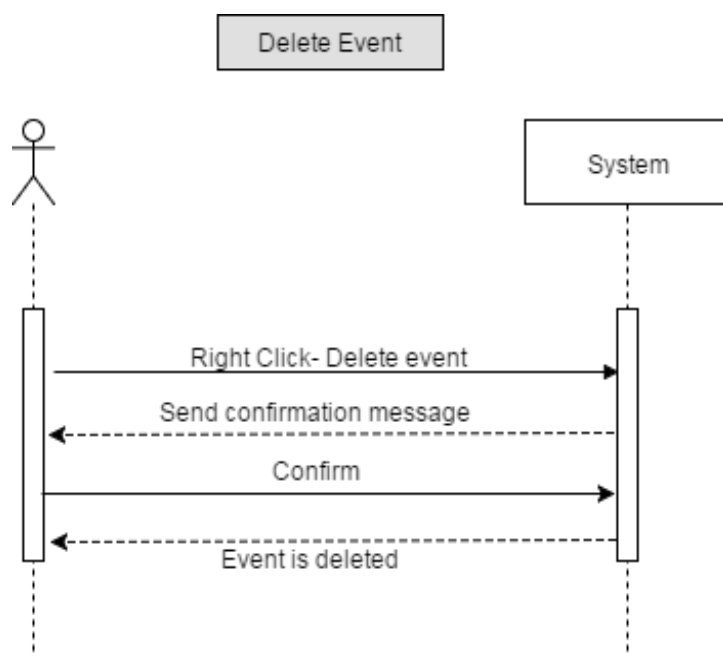 Delete Event
System
Right Click- Delete event
Send confirmation message
Confirm
Event is deleted